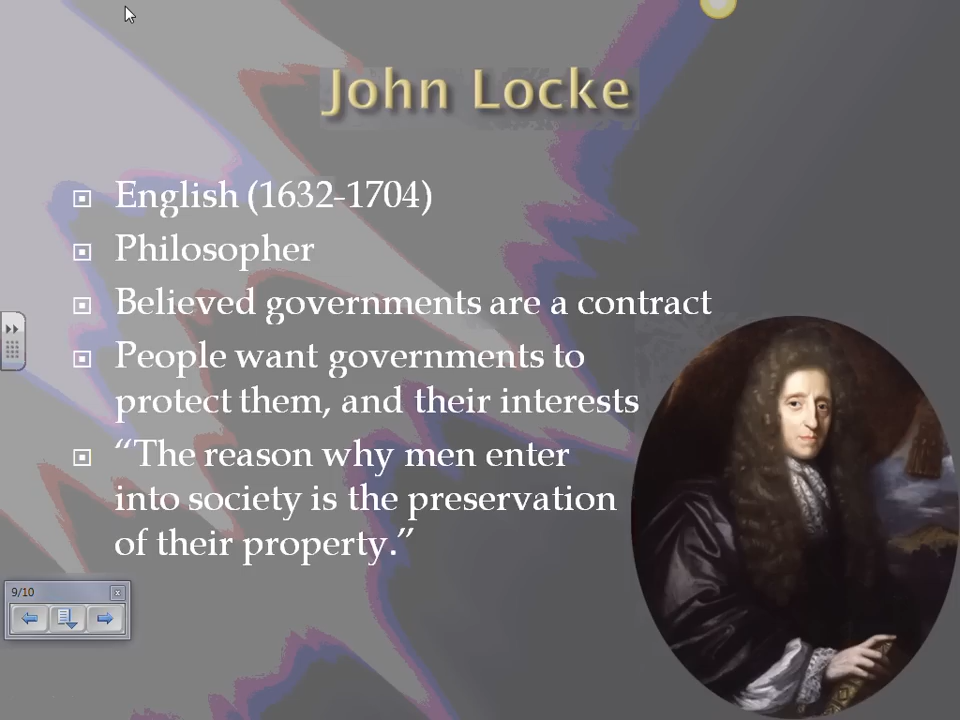 John Locke
English (1632-1704)
Philosopher
Believed governments are a contract
People want governments to
protect them, and their interests
“The reason why men enter
into society is the preservation
of their property.”
9/10
x